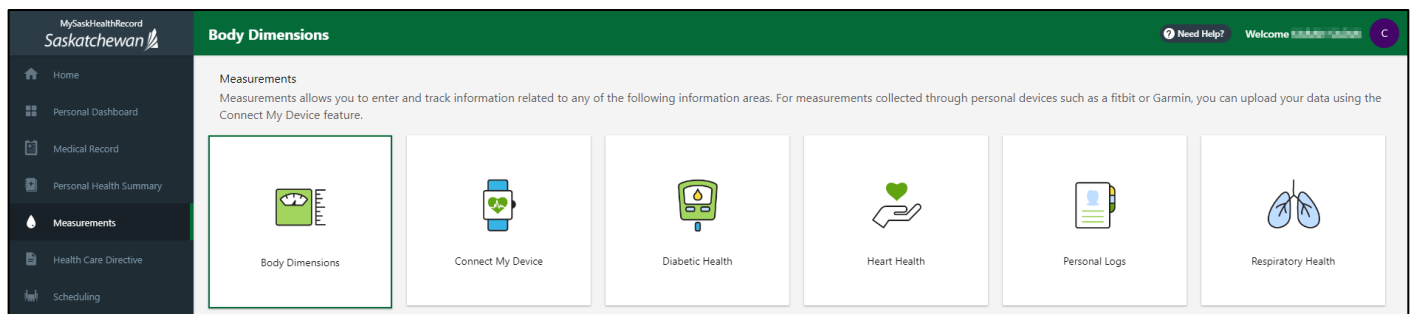 MySaskHealthRecord
Saskatchewan
Body Dimensions
? Need Help?
Welcome
C
Home
Personal Dashboard
Medical Record
Personal Health Summary
Measurements
Health Care Directive
Scheduling
Measurements
Measurements allows you to enter and track information related to any of the following information areas. For measurements collected through personal devices such as a fitbit or Garmin, you can upload your data using the
Connect My Device feature.
Body Dimensions
Connect My Device
Diabetic Health
Heart Health
Personal Logs
Respiratory Health